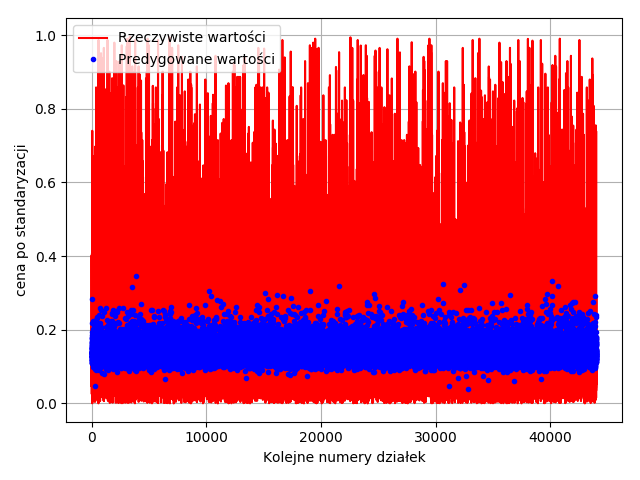 Rzeczywiste wartości
Predygowane wartości
cena po standaryzacji
1.0
0.8
0.6
0.4
0.2
0.0
0
10000
20000
30000
40000
Kolejne numery działek